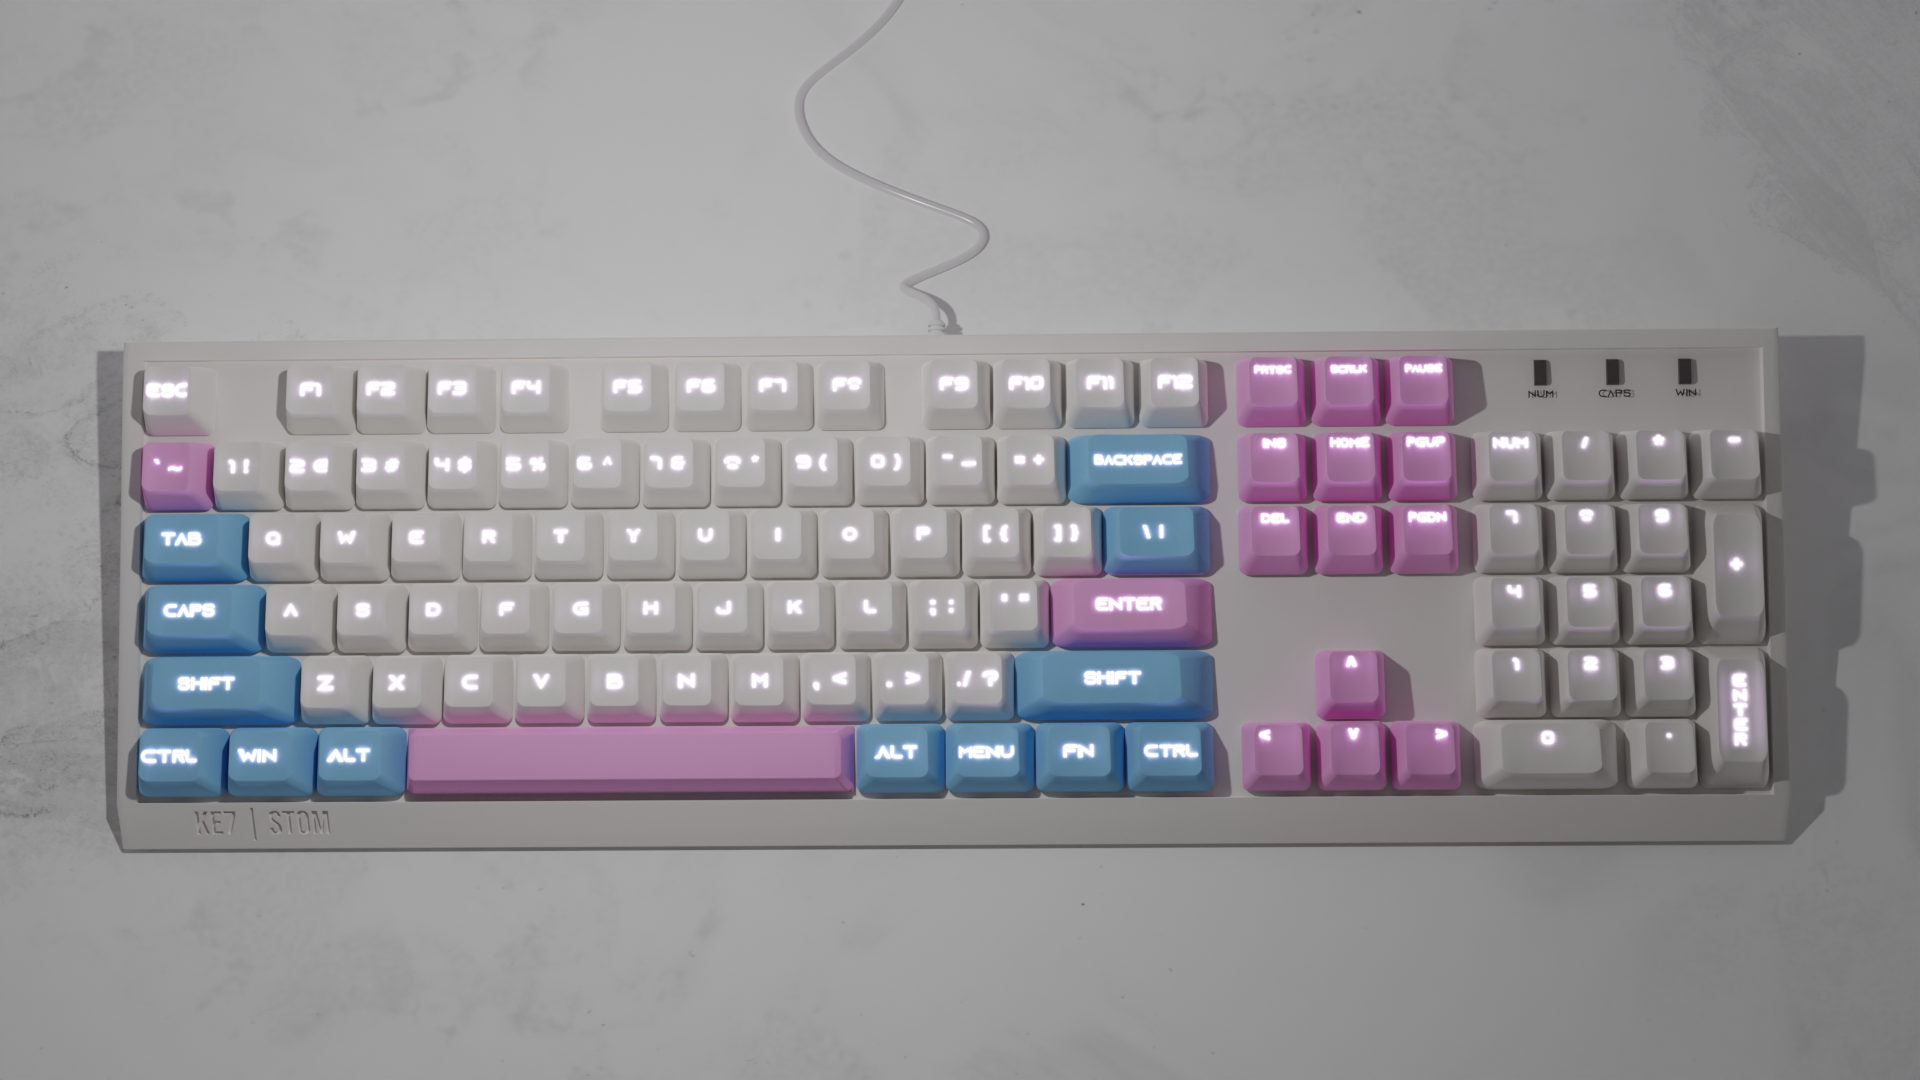 ESC F1 F2 F3 F4 F5 F6 F7 F8 F9 F10 F11 F12 PRTSC SCRLK PAUSE
NUM CAPS WIN
` ~ 1 ! 2 @ 3 # 4 $ 5 % 6 ^ 7 & 8 * 9 ( 0 ) - _ = + BACKSPACE INS HOME PGUP NUM / * -
TAB Q W E R T Y U I O P [ { ] } \ | DEL END PGDN 7 8 9 +
CAPS A S D F G H J K L ; : ' " ENTER 4 5 6
SHIFT Z X C V B N M , < . > / ? SHIFT ʌ 1 2 3 ENTER
CTRL WIN ALT ALT MENU FN CTRL < v > 0 .
KE7 | STOM